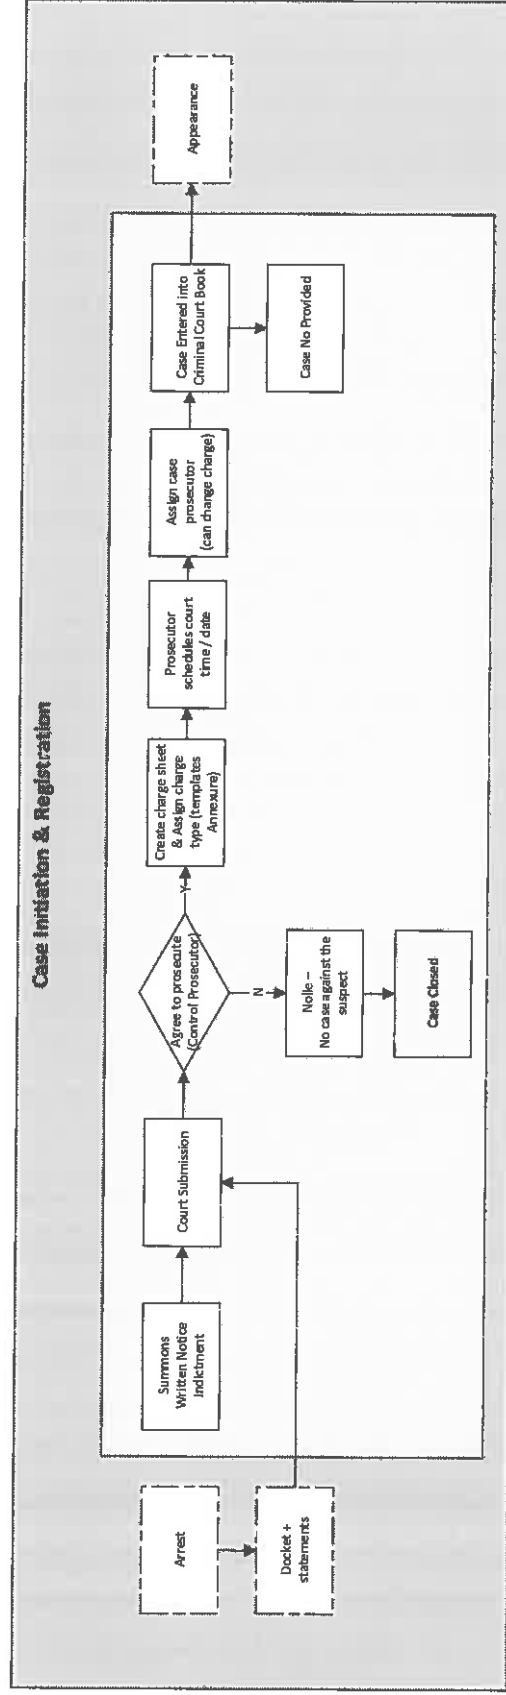 Case Initiation & Registration
Arrest
Docket +
statements
Summons
Written Notice
Indictment
Court Submission
Agree to prosecute
(Control Prosecutor)
Y
N
Nolle –
No case against the
suspect
Case Closed
Create charge sheet
& Assign charge
type (templates
Annexure)
Prosecutor
schedules court
time / date
Assign case
prosecutor
(can change charge)
Case Entered into
Criminal Court Book
Case No Provided
Appearance